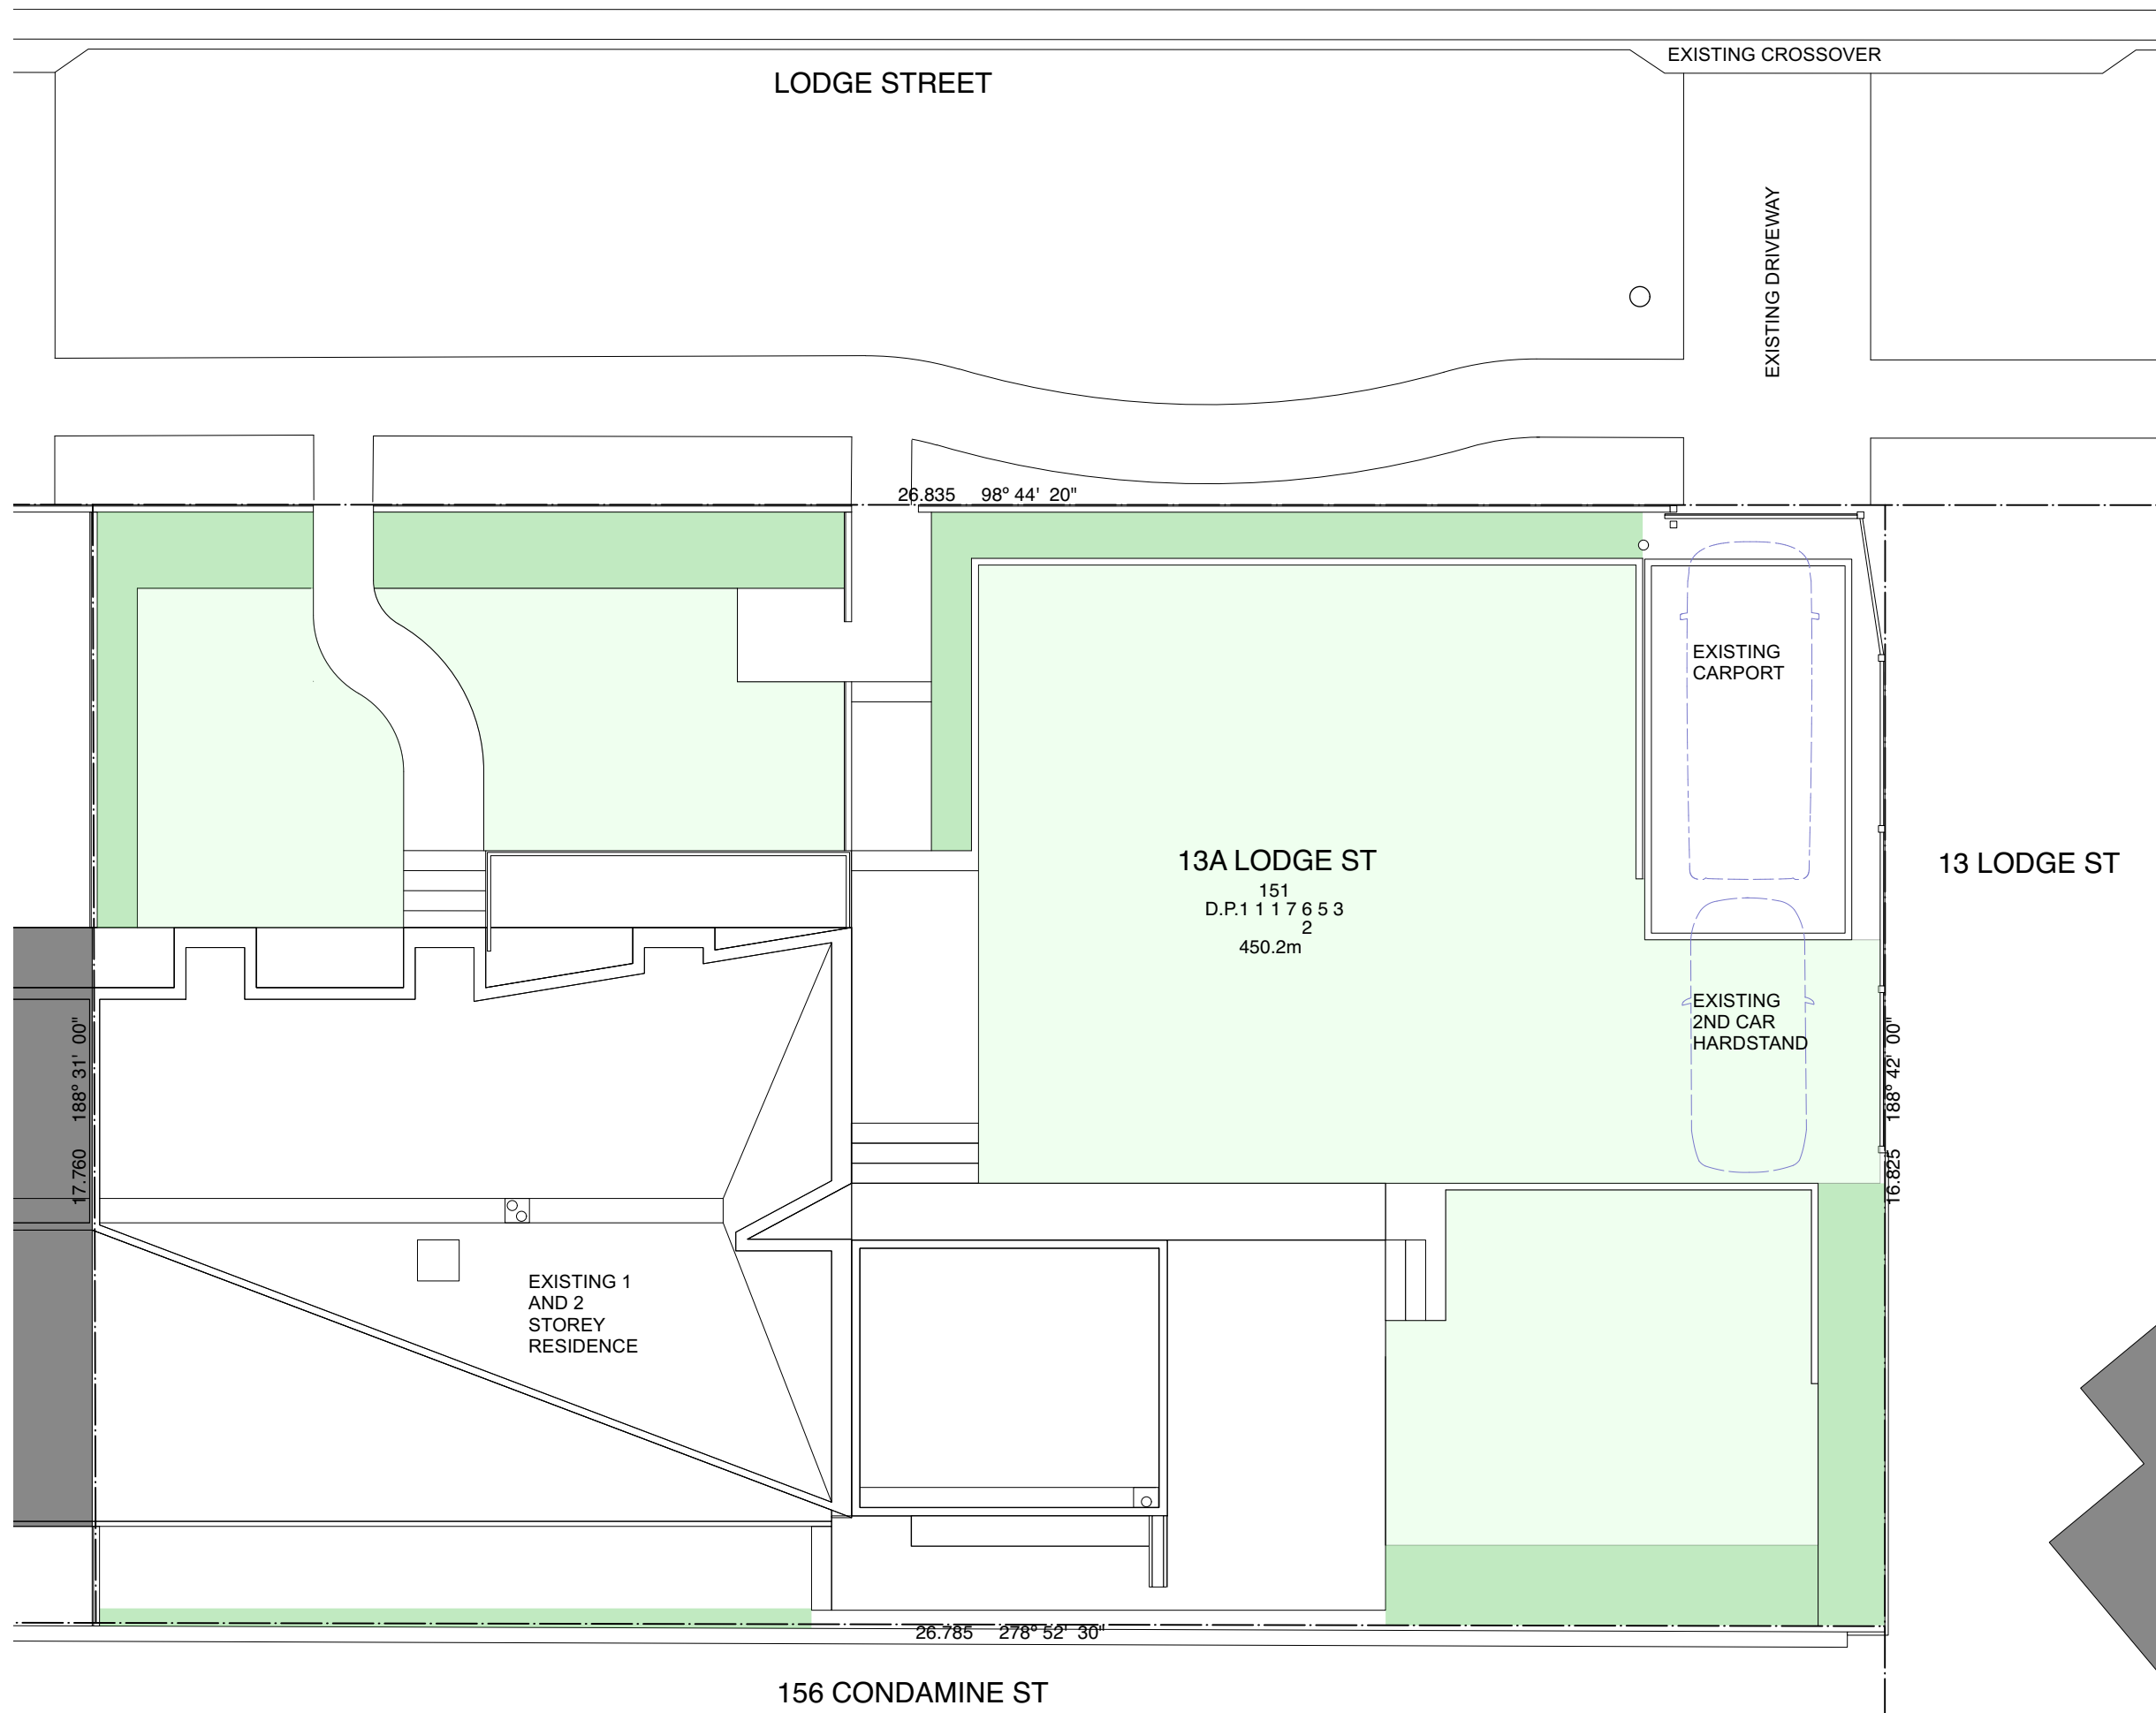 EXISTING CROSSOVER
LODGE STREET
EXISTING DRIVEWAY
26.835 98° 44' 20"
EXISTING
CARPORT
13A LODGE ST
151
D.P.1 1 1 7 6 5 3
2
450.2m
13 LODGE ST
EXISTING
2ND CAR
HARDSTAND
17.760 188° 31' 00"
16.825 188° 42' 00"
EXISTING 1
AND 2
STOREY
RESIDENCE
26.785 278° 52' 30"
156 CONDAMINE ST